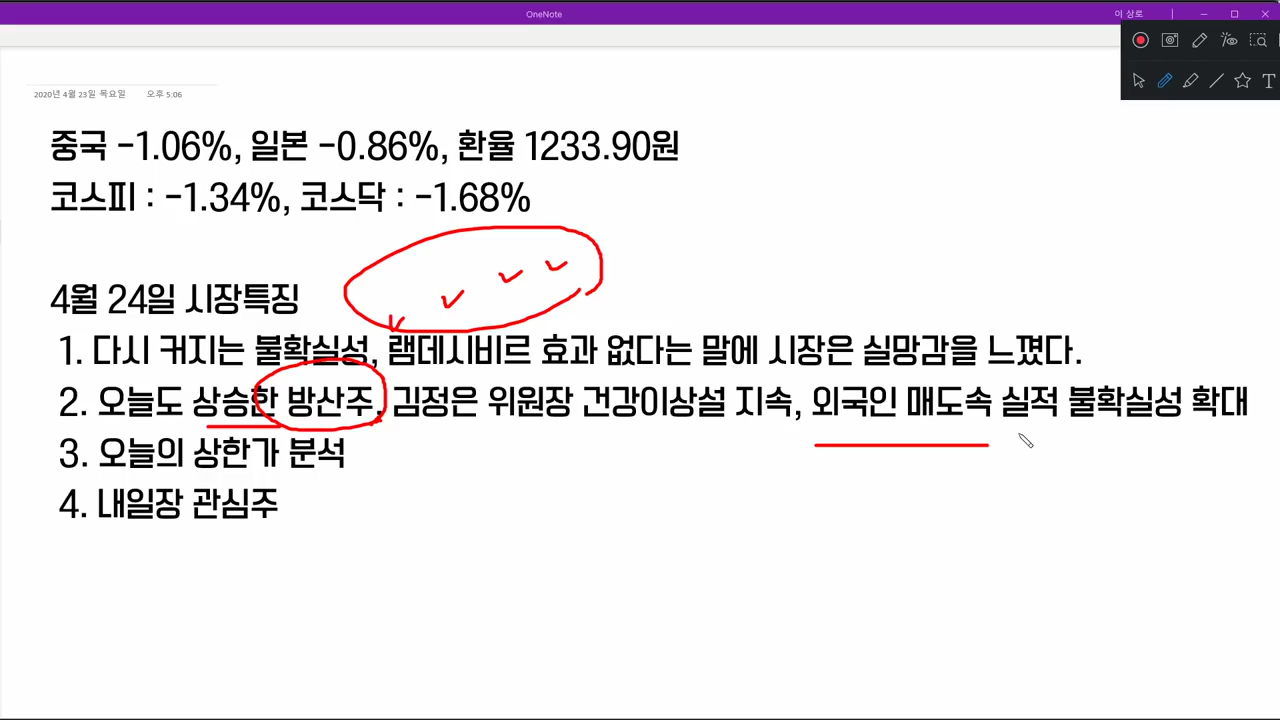 OneNote
이 상로
2020년 4월 23일 목요일 오후 5:06
중국 -1.06%, 일본 -0.86%, 환율 1233.90원
코스피 : -1.34%, 코스닥 : -1.68%
4월 24일 시장특징
1. 다시 커지는 불확실성, 램데시비르 효과 없다는 말에 시장은 실망감을 느꼈다.
2. 오늘도 상승한 방산주, 김정은 위원장 건강이상설 지속, 외국인 매도속 실적 불확실성 확대
3. 오늘의 상한가 분석
4. 내일장 관심주